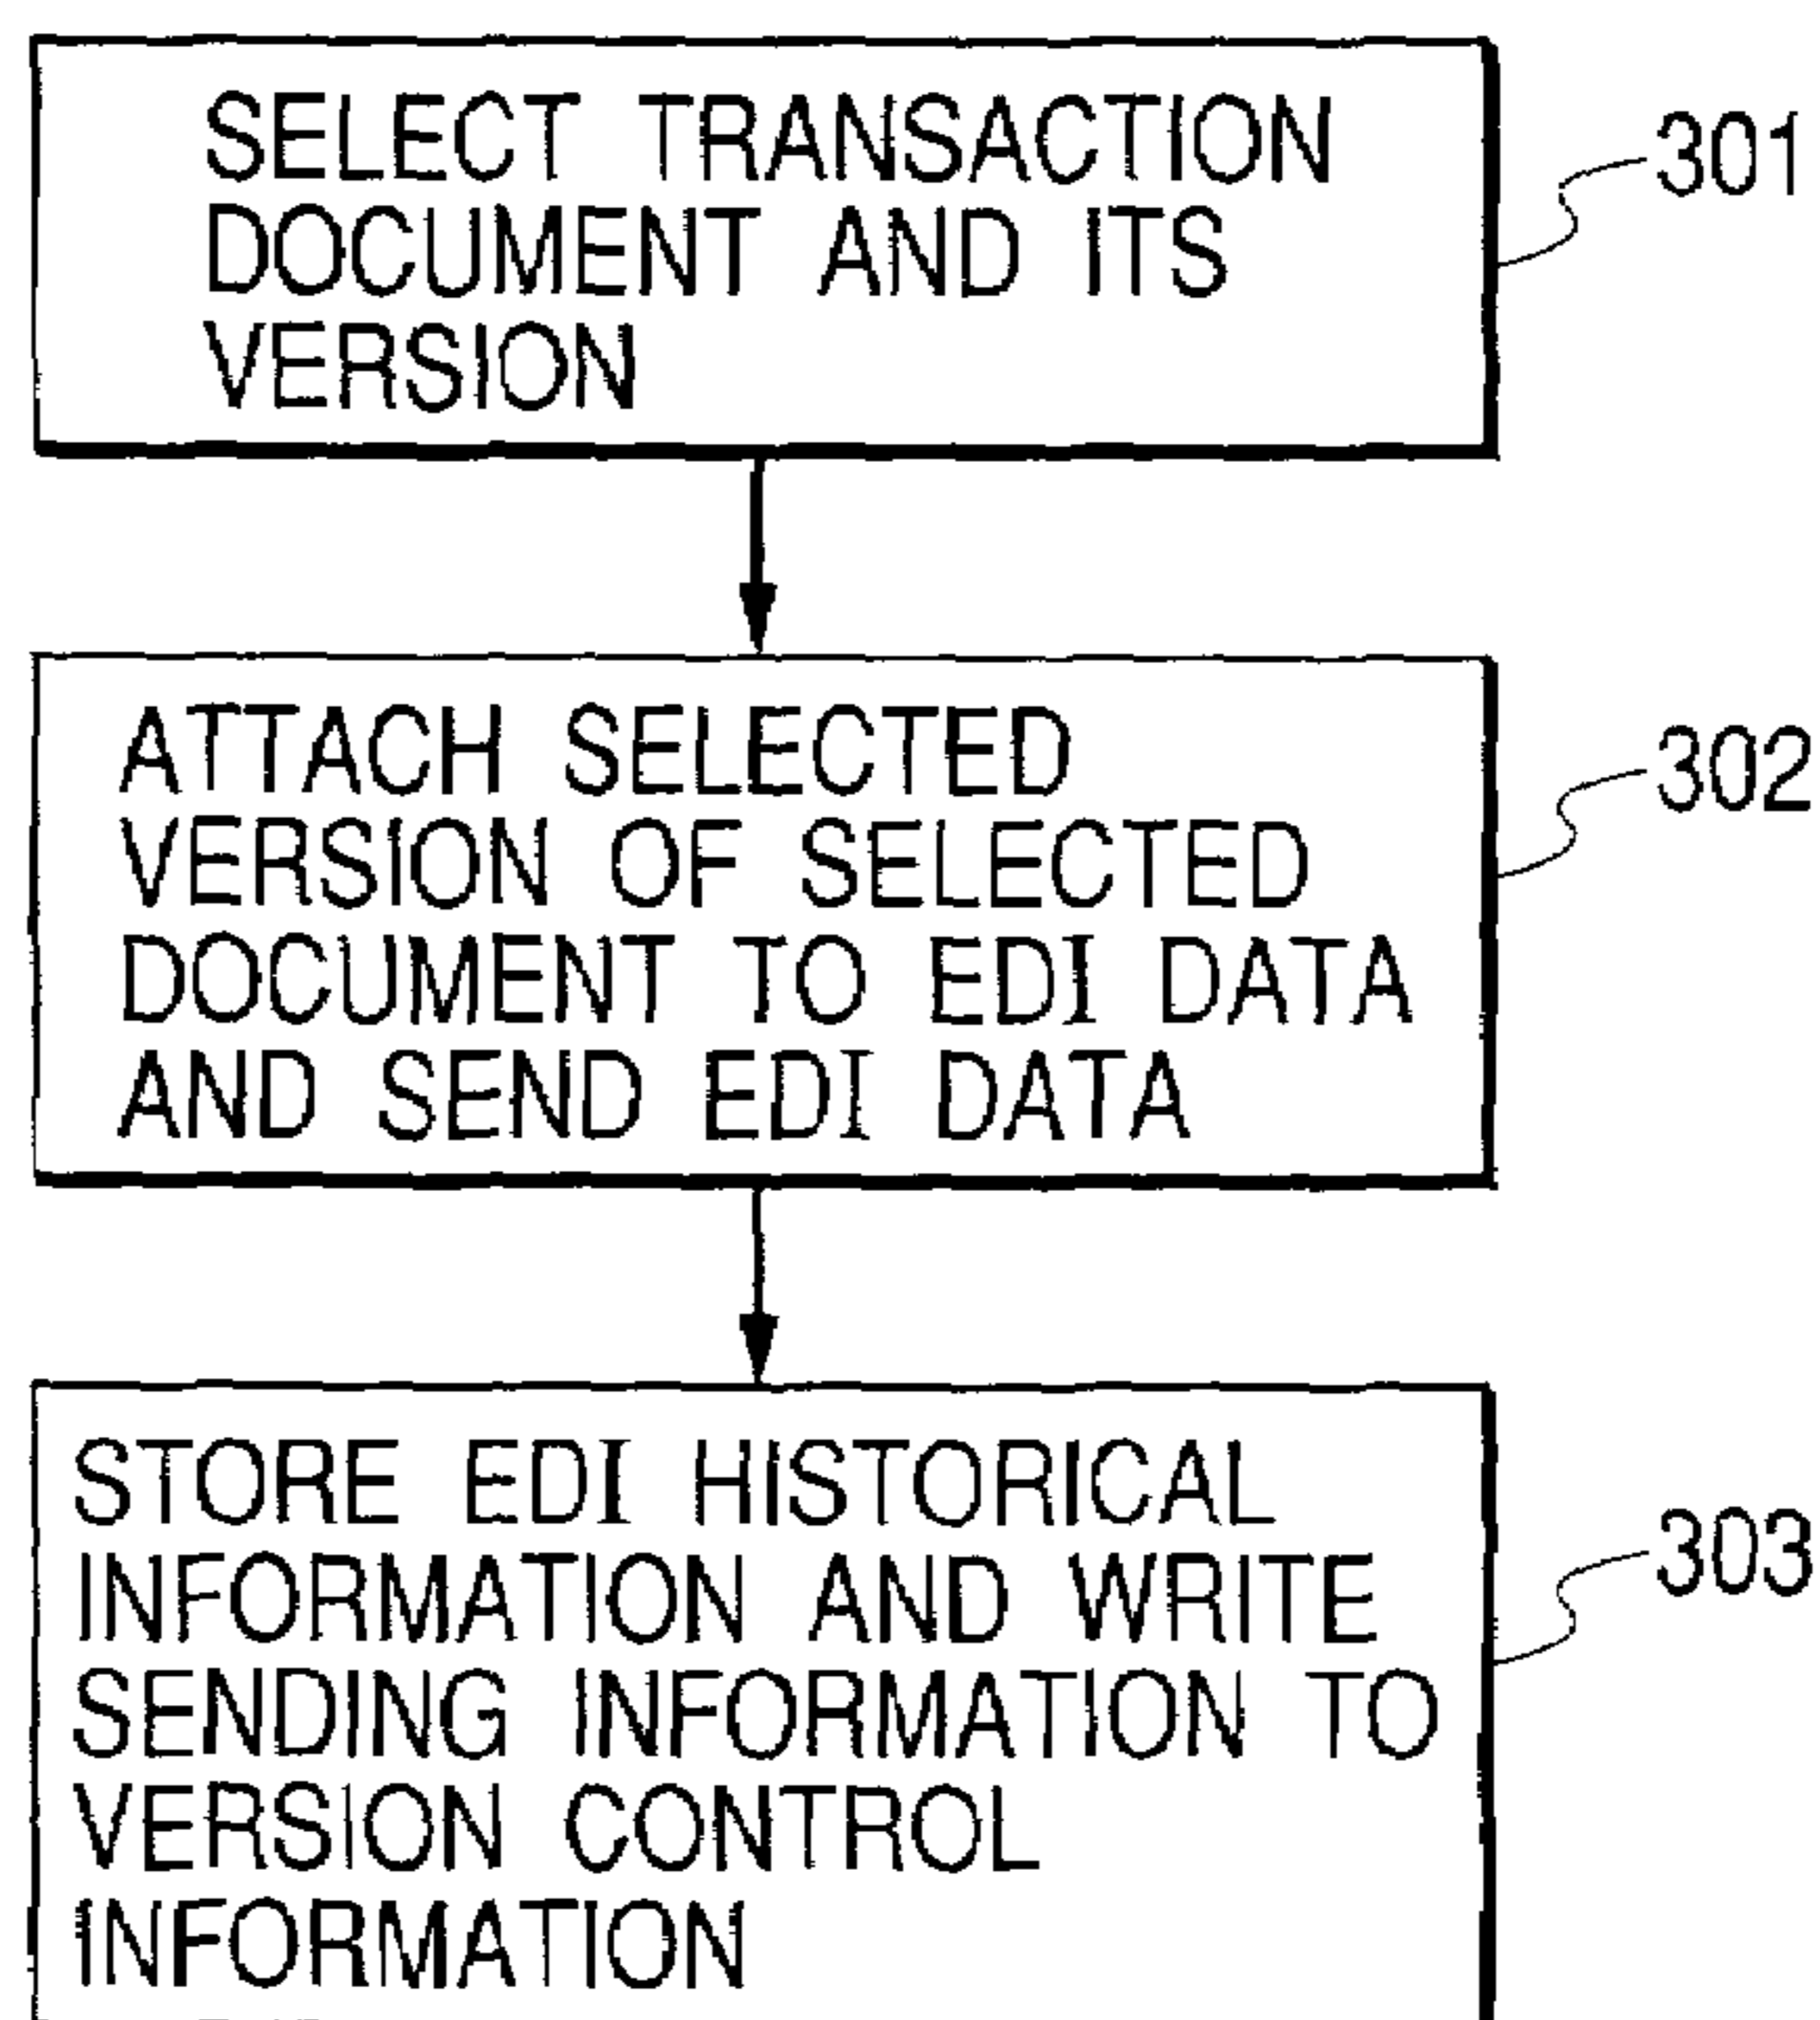 SELECT TRANSACTION
DOCUMENT AND ITS
VERSION
301
ATTACH SELECTED
VERSION OF SELECTED
DOCUMENT TO EDI DATA
AND SEND EDI DATA
302
STORE EDI HISTORICAL
INFORMATION AND WRITE
SENDING INFORMATION TO
VERSION CONTROL
INFORMATION
303